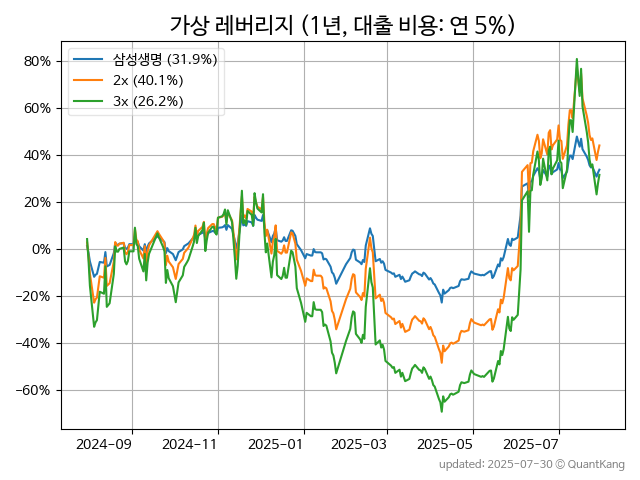 가상 레버리지 (1년, 대출 비용: 연 5%)
삼성생명 (31.9%)
2x (40.1%)
3x (26.2%)
80%
60%
40%
20%
0%
−20%
−40%
−60%
2024-09 2024-11 2025-01 2025-03 2025-05 2025-07
updated: 2025-07-30 ⓒ QuantKang